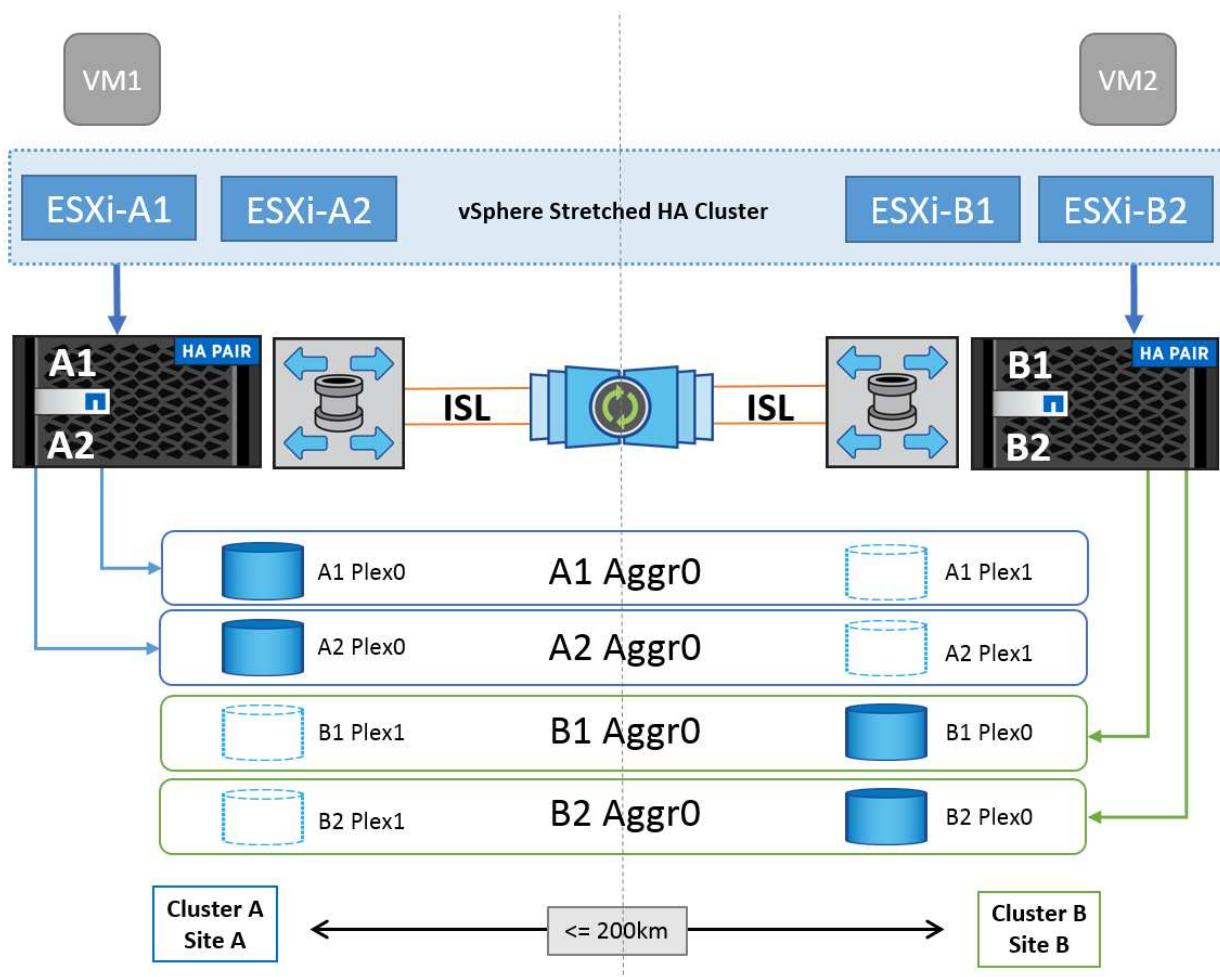 VM1
VM2
ESXi-A1
ESXi-A2
vSphere Stretched HA Cluster
ESXi-B1
ESXi-B2
A1
HA PAIR
A2
ISL
ISL
B1
HA PAIR
B2
A1 Plex0
A1 Aggr0
A1 Plex1
A2 Plex0
A2 Aggr0
A2 Plex1
B1 Plex1
B1 Aggr0
B1 Plex0
B2 Plex1
B2 Aggr0
B2 Plex0
Cluster A
Site A
<= 200km
Cluster B
Site B